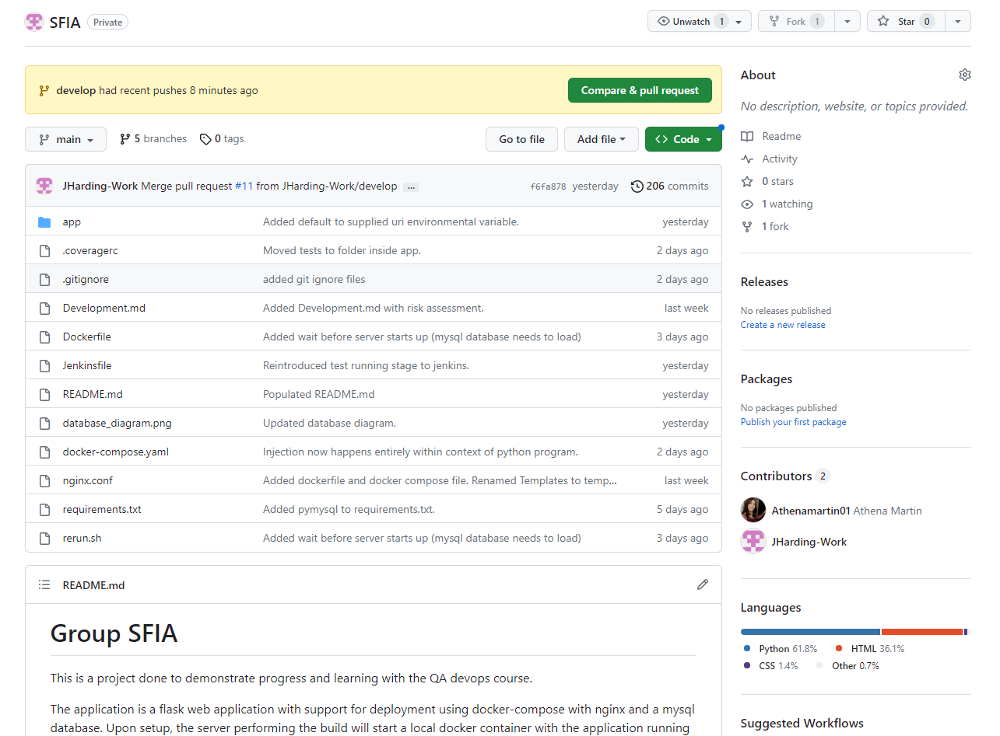 SFIA Private Unwatch 1 Fork 1 Star 0
develop had recent pushes 8 minutes ago Compare & pull request
main 5 branches 0 tags Go to file Add file Code
JHarding-Work Merge pull request #11 from JHarding-Work/develop ... f6fa878 yesterday 206 commits
app Added default to supplied uri environmental variable. yesterday
.coveragerc Moved tests to folder inside app. 2 days ago
.gitignore added git ignore files 2 days ago
Development.md Added Development.md with risk assessment. last week
Dockerfile Added wait before server starts up (mysql database needs to load) 3 days ago
Jenkinsfile Reintroduced test running stage to jenkins. yesterday
README.md Populated README.md yesterday
database_diagram.png Updated database diagram. yesterday
docker-compose.yaml Injection now happens entirely within context of python program. 2 days ago
nginx.conf Added dockerfile and docker compose file. Renamed Templates to temp... last week
requirements.txt Added pymysql to requirements.txt. 5 days ago
rerun.sh Added wait before server starts up (mysql database needs to load) 3 days ago
README.md
Group SFIA
This is a project done to demonstrate progress and learning with the QA devops course.
The application is a flask web application with support for deployment using docker-compose with nginx and a mysql
database. Upon setup, the server performing the build will start a local docker container with the application running
About
No description, website, or topics provided.
Readme
Activity
0 stars
1 watching
1 fork
Releases
No releases published
Create a new release
Packages
No packages published
Publish your first package
Contributors 2
Athenamartin01 Athena Martin
JHarding-Work
Languages
Python 61.8% HTML 36.1%
CSS 1.4% Other 0.7%
Suggested Workflows